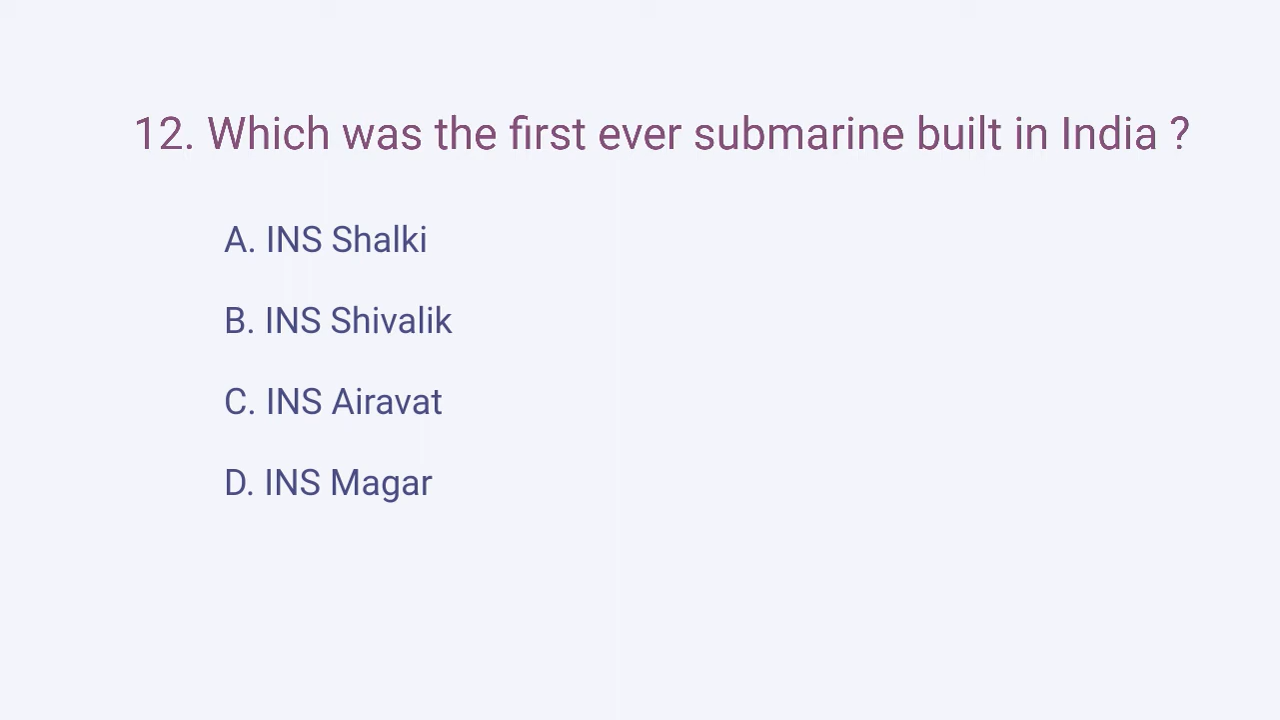 12. Which was the first ever submarine built in India ?
A. INS Shalki
B. INS Shivalik
C. INS Airavat
D. INS Magar